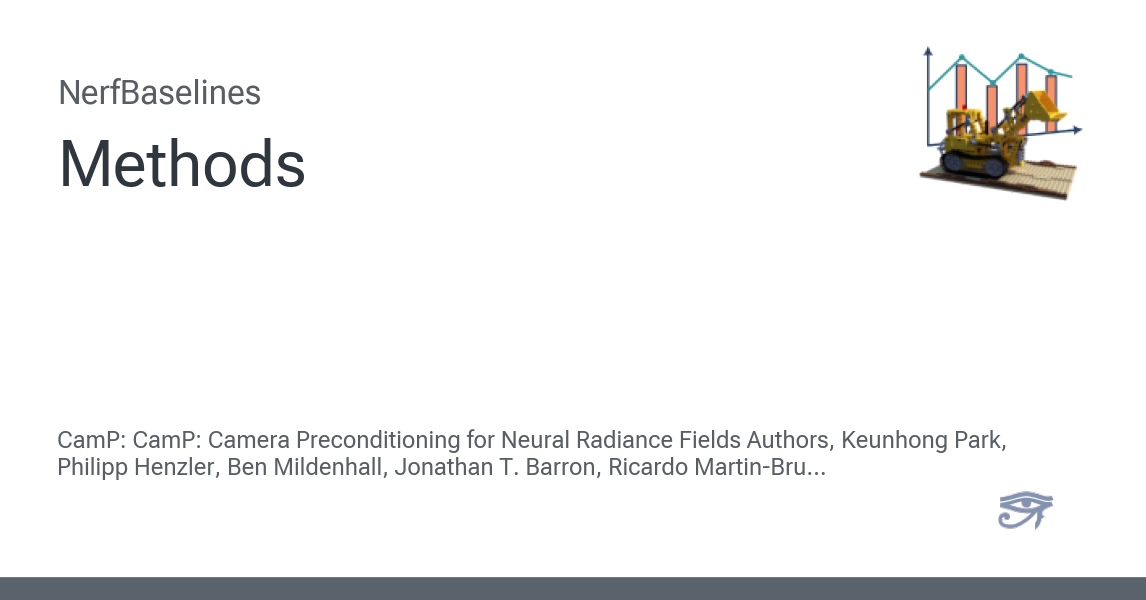 NerfBaselines
Methods
CamP: CamP: Camera Preconditioning for Neural Radiance Fields Authors, Keunhong Park,
Philipp Henzler, Ben Mildenhall, Jonathan T. Barron, Ricardo Martin-Bru...